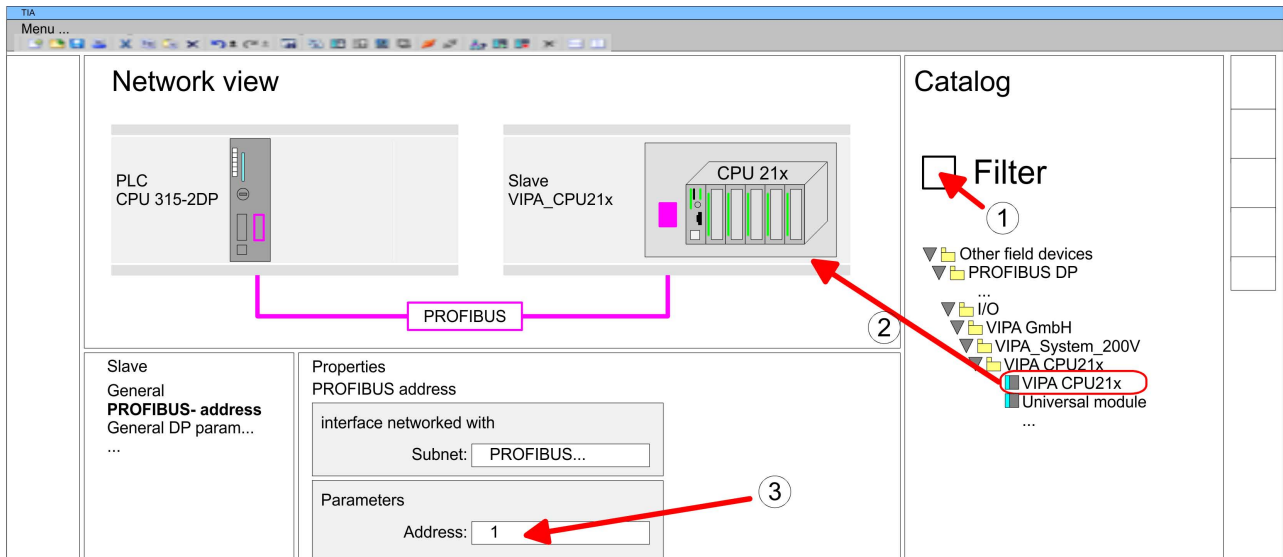 TIA
Menu ...
Network view
PLC
CPU 315-2DP
Slave
VIPA_CPU21x
CPU 21x
PROFIBUS
Catalog
Filter
1
2
Other field devices
PROFIBUS DP
...
I/O
VIPA GmbH
VIPA_System_200V
VIPA CPU21x
VIPA CPU21x
Universal module
...
Slave
General
PROFIBUS- address
General DP param...
...
Properties
PROFIBUS address
interface networked with
Subnet: PROFIBUS...
Parameters
Address: 1
3